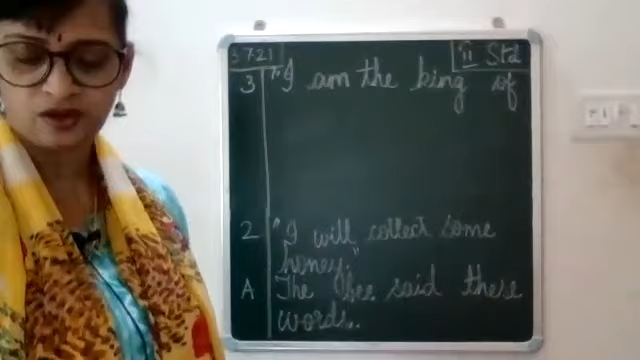 3.7.21 II Std
3 "I am the king of
2 "I will collect some
honey."
A The bee said these
words.